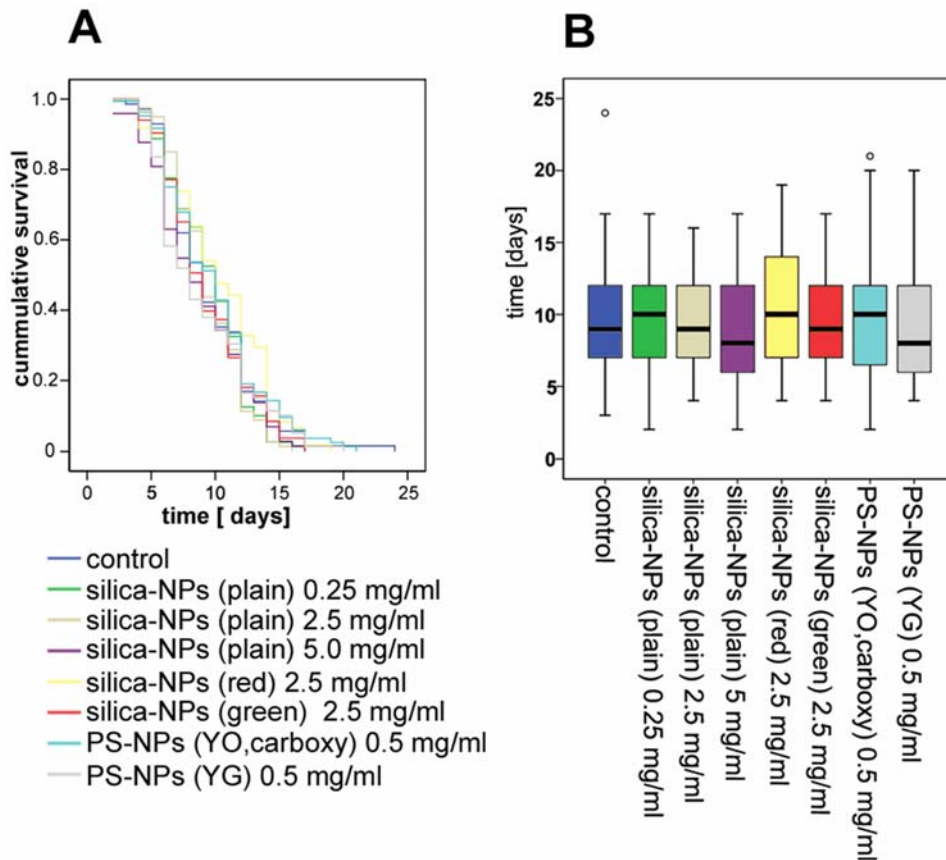 A
cummulative survival
1.0
0.8
0.6
0.4
0.2
0
0 5 10 15 20 25
time [ days]
control
silica-NPs (plain) 0.25 mg/ml
silica-NPs (plain) 2.5 mg/ml
silica-NPs (plain) 5.0 mg/ml
silica-NPs (red) 2.5 mg/ml
silica-NPs (green) 2.5 mg/ml
PS-NPs (YO,carboxy) 0.5 mg/ml
PS-NPs (YG) 0.5 mg/ml
B
time [days]
25
20
15
10
5
0
control
silica-NPs (plain) 0.25 mg/ml
silica-NPs (plain) 2.5 mg/ml
silica-NPs (plain) 5 mg/ml
silica-NPs (red) 2.5 mg/ml
silica-NPs (green) 2.5 mg/ml
PS-NPs (YO,carboxy) 0.5 mg/ml
PS-NPs (YG) 0.5 mg/ml